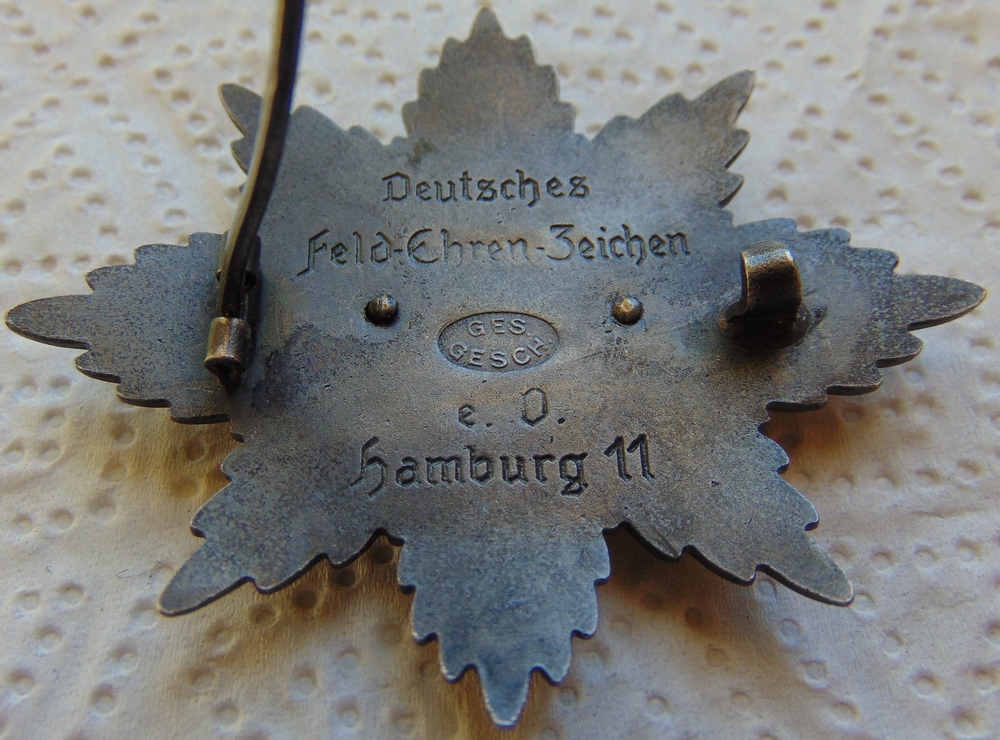 Deutsches
Feld-Ehren-Zeichen
GES.
GESCH.
e. V.
Hamburg 11